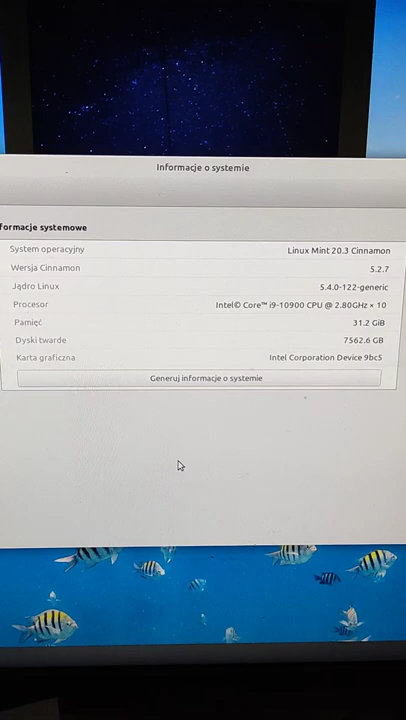 Informacje o systemie
formacje systemowe
System operacyjny Linux Mint 20.3 Cinnamon
Wersja Cinnamon 5.2.7
Jądro Linux 5.4.0-122-generic
Procesor Intel© Core™ i9-10900 CPU @ 2.80GHz × 10
Pamięć 31.2 GiB
Dyski twarde 7562.6 GB
Karta graficzna Intel Corporation Device 9bc5
Generuj informacje o systemie